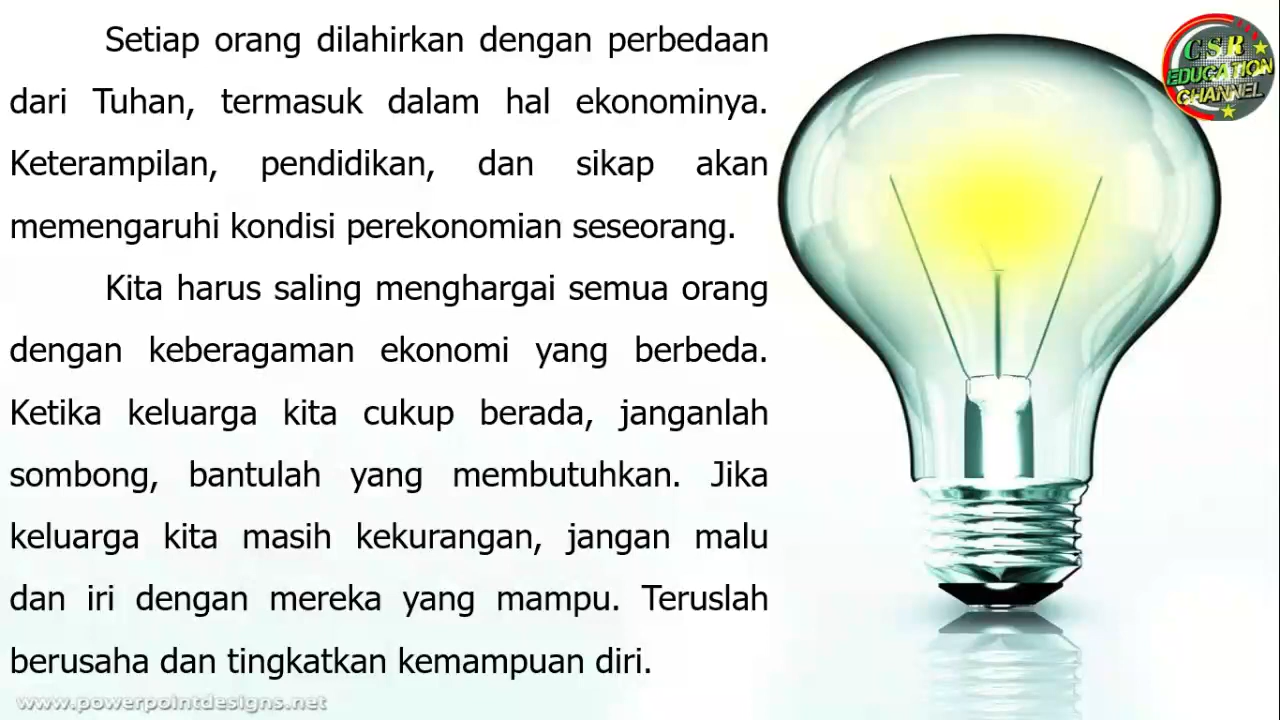 Setiap orang dilahirkan dengan perbedaan
dari Tuhan, termasuk dalam hal ekonominya.
Keterampilan, pendidikan, dan sikap akan
memengaruhi kondisi perekonomian seseorang.
Kita harus saling menghargai semua orang
dengan keberagaman ekonomi yang berbeda.
Ketika keluarga kita cukup berada, janganlah
sombong, bantulah yang membutuhkan. Jika
keluarga kita masih kekurangan, jangan malu
dan iri dengan mereka yang mampu. Teruslah
berusaha dan tingkatkan kemampuan diri.
www.powerpointdesigns.net
CSR
EDUCATION
CHANNEL